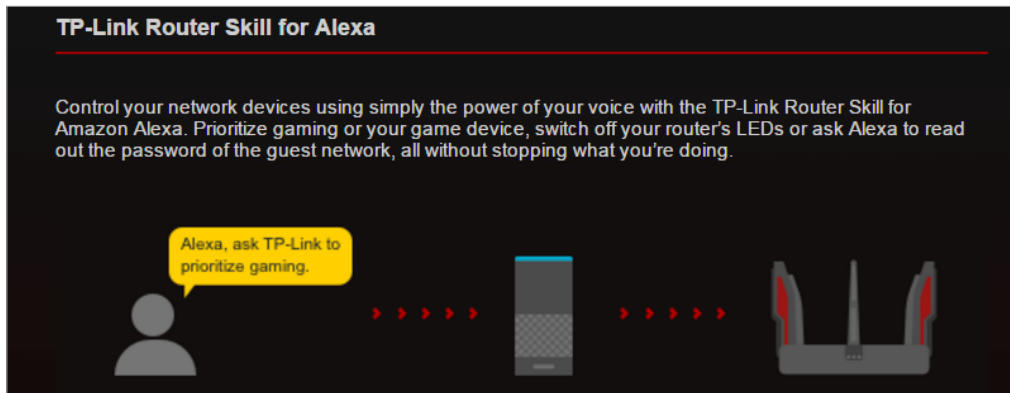 TP-Link Router Skill for Alexa
Control your network devices using simply the power of your voice with the TP-Link Router Skill for
Amazon Alexa. Prioritize gaming or your game device, switch off your router's LEDs or ask Alexa to read
out the password of the guest network, all without stopping what you're doing.
Alexa, ask TP-Link to
prioritize gaming.